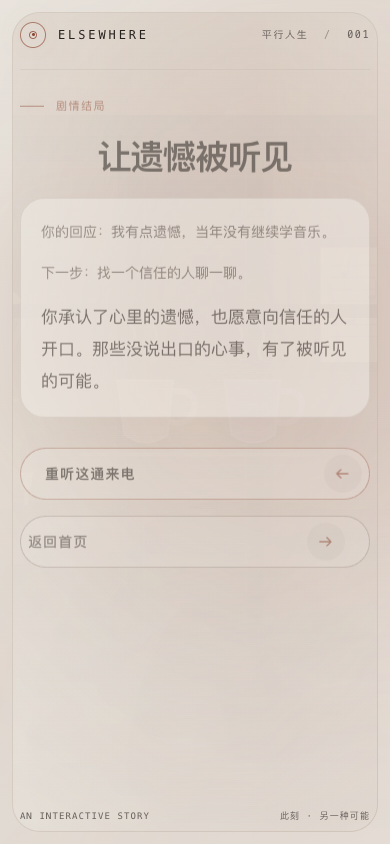 ELSEWHERE
平行人生 / 001
剧情结局
让遗憾被听见
你的回应：我有点遗憾，当年没有继续学音乐。
下一步：找一个信任的人聊一聊。
你承认了心里的遗憾，也愿意向信任的人
开口。那些没说出口的心事，有了被听见
的可能。
重听这通来电
返回首页
AN INTERACTIVE STORY
此刻 · 另一种可能